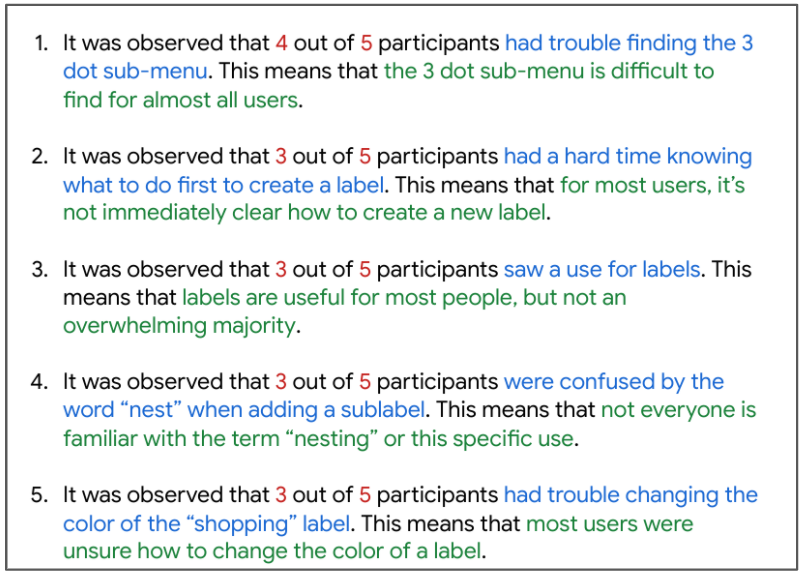 1. It was observed that 4 out of 5 participants had trouble finding the 3
dot sub-menu. This means that the 3 dot sub-menu is difficult to
find for almost all users.
2. It was observed that 3 out of 5 participants had a hard time knowing
what to do first to create a label. This means that for most users, it’s
not immediately clear how to create a new label.
3. It was observed that 3 out of 5 participants saw a use for labels. This
means that labels are useful for most people, but not an
overwhelming majority.
4. It was observed that 3 out of 5 participants were confused by the
word “nest” when adding a sublabel. This means that not everyone is
familiar with the term “nesting” or this specific use.
5. It was observed that 3 out of 5 participants had trouble changing the
color of the “shopping” label. This means that most users were
unsure how to change the color of a label.